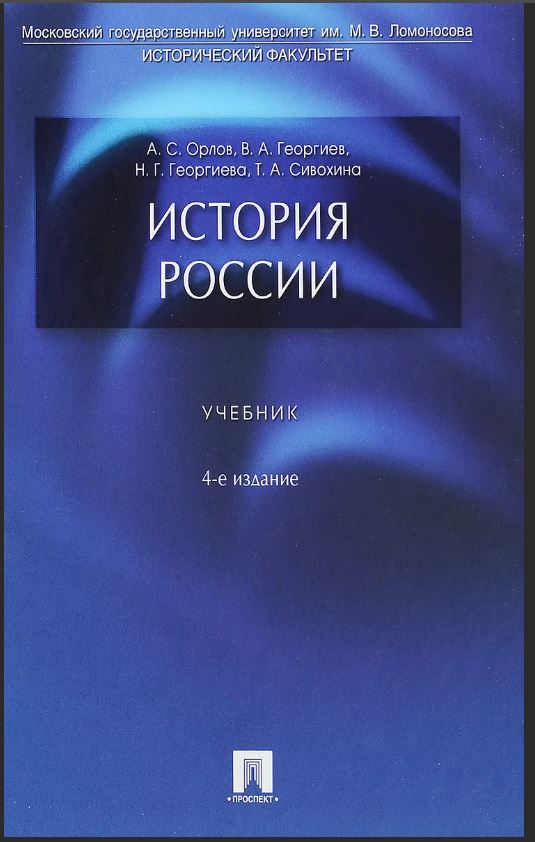 Московский государственный университет им. М. В. Ломоносова
ИСТОРИЧЕСКИЙ ФАКУЛЬТЕТ
А. С. Орлов, В. А. Георгиев,
Н. Г. Георгиева, Т. А. Сивохина
ИСТОРИЯ
РОССИИ
УЧЕБНИК
4-е издание
• ПРОСПЕКТ •